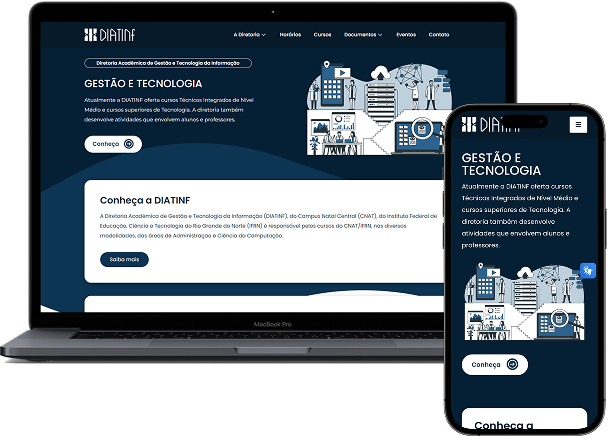 DIATINF
A Diretoria
Horários
Cursos
Documentos
Eventos
Contato
Diretoria Acadêmica de Gestão e Tecnologia da Informação
GESTÃO E TECNOLOGIA
Atualmente a DIATINF oferta cursos Técnicos Integrados de Nível
Médio e cursos superiores de Tecnologia. A diretoria também
desenvolve atividades que envolvem alunos e professores.
Conheça
Conheça a DIATINF
A Diretoria Acadêmica de Gestão e Tecnologia da Informação (DIATINF), do Campus Natal Central (CNAT), do Instituto Federal de
Educação, Ciência e Tecnologia do Rio Grande do Norte (IFRN) é responsável pelos cursos do CNAT/IFRN, nas diversas
modalidades, das áreas de Administração e Ciência da Computação.
Saiba mais
MacBook Pro
DIATINF
GESTÃO E
TECNOLOGIA
Atualmente a DIATINF oferta cursos
Técnicos Integrados de Nível Médio e
cursos superiores de Tecnologia. A
diretoria também desenvolve
atividades que envolvem alunos e
professores.
Conheça
Conheça a